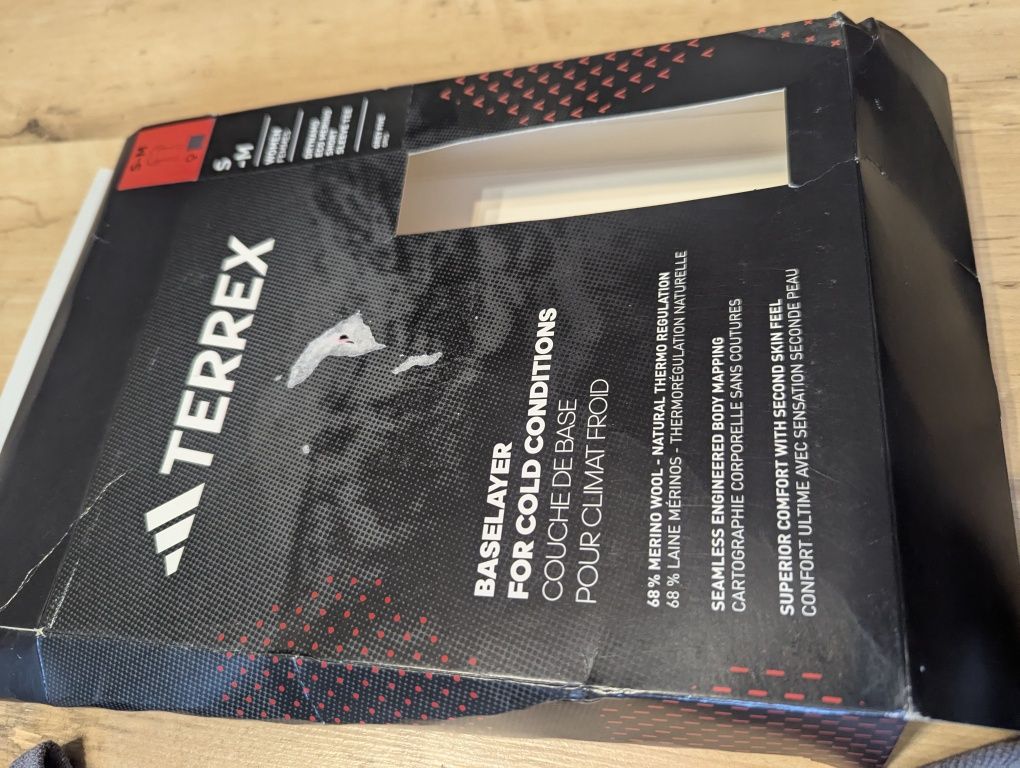 S-M
S
-M
WOMEN
TERREX
BASELAYER
FOR COLD CONDITIONS
COUCHE DE BASE
POUR CLIMAT FROID
68 % MERINO WOOL - NATURAL THERMO REGULATION
68 % LAINE MÉRINOS - THERMORÉGULATION NATURELLE
SEAMLESS ENGINEERED BODY MAPPING
CARTOGRAPHIE CORPORELLE SANS COUTURES
SUPERIOR COMFORT WITH SECOND SKIN FEEL
CONFORT ULTIME AVEC SENSATION SECONDE PEAU